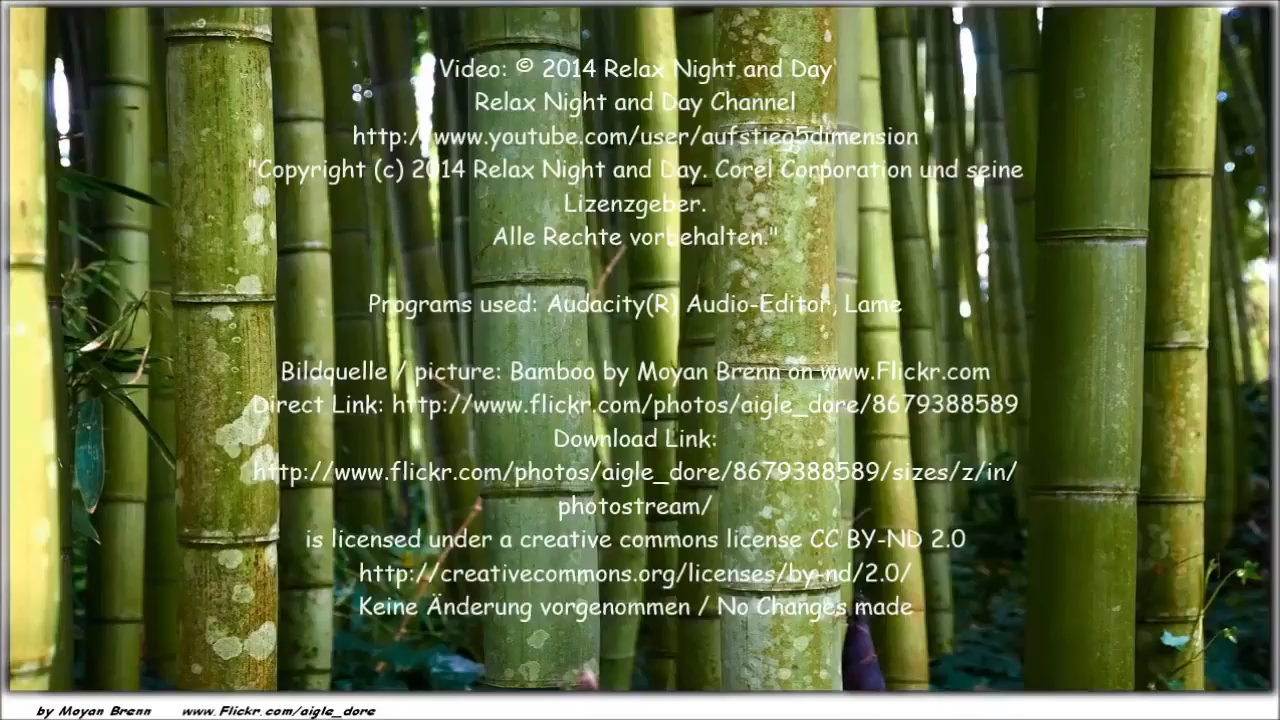 Video: © 2014 Relax Night and Day
Relax Night and Day Channel
http://www.youtube.com/user/aufstieg5dimension
"Copyright (c) 2014 Relax Night and Day. Corel Corporation und seine
Lizenzgeber.
Alle Rechte vorbehalten."
Programs used: Audacity(R) Audio-Editor, Lame
Bildquelle / picture: Bamboo by Moyan Brenn on www.Flickr.com
Direct Link: http://www.flickr.com/photos/aigle_dore/8679388589
Download Link:
http://www.flickr.com/photos/aigle_dore/8679388589/sizes/z/in/
photostream/
is licensed under a creative commons license CC BY-ND 2.0
http://creativecommons.org/licenses/by-nd/2.0/
Keine Änderung vorgenommen / No Changes made
by Moyan Brenn www.Flickr.com/aigle_dore